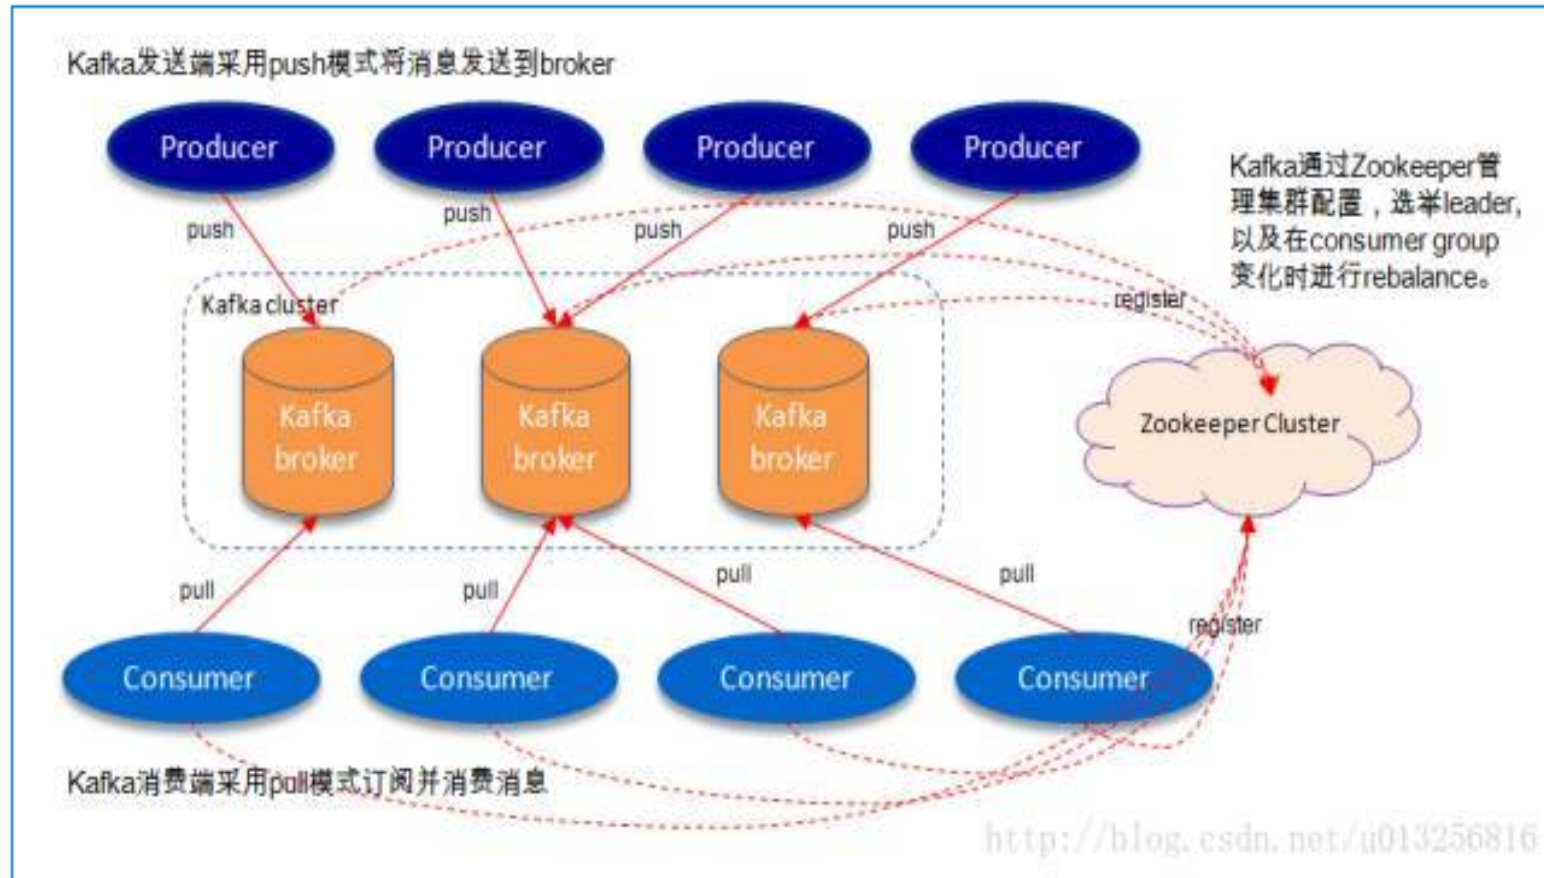 Kafka发送端采用push模式将消息发送到broker
Producer
Producer
Producer
Producer
Kafka通过Zookeeper管
理集群配置，选举leader,
以及在consumer group
变化时进行rebalance。
push
push
push
push
Kafka cluster
register
Kafka
broker
Kafka
broker
Kafka
broker
Zookeeper Cluster
pull
pull
pull
pull
register
Consumer
Consumer
Consumer
Consumer
Kafka消费端采用pull模式订阅并消费消息
http://blog.csdn.net/u013256816